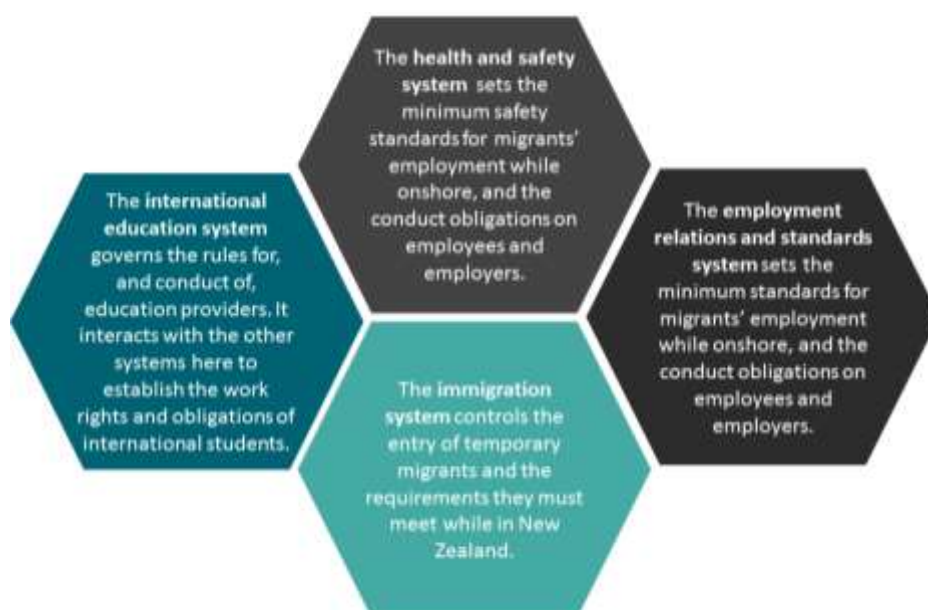 The health and safety
system sets the
minimum safety
standards for migrants'
employment while
onshore, and the
conduct obligations on
employees and
employers.
The international
education system
governs the rules for,
and conduct of,
education providers. It
interacts with the other
systems here to
establish the work
rights and obligations of
international students.
The employment
relations and standards
system sets the
minimum standards for
migrants' employment
while onshore, and the
conduct obligations on
employees and
employers.
The immigration
system controls the
entry of temporary
migrants and the
requirements they must
meet while in New
Zealand.